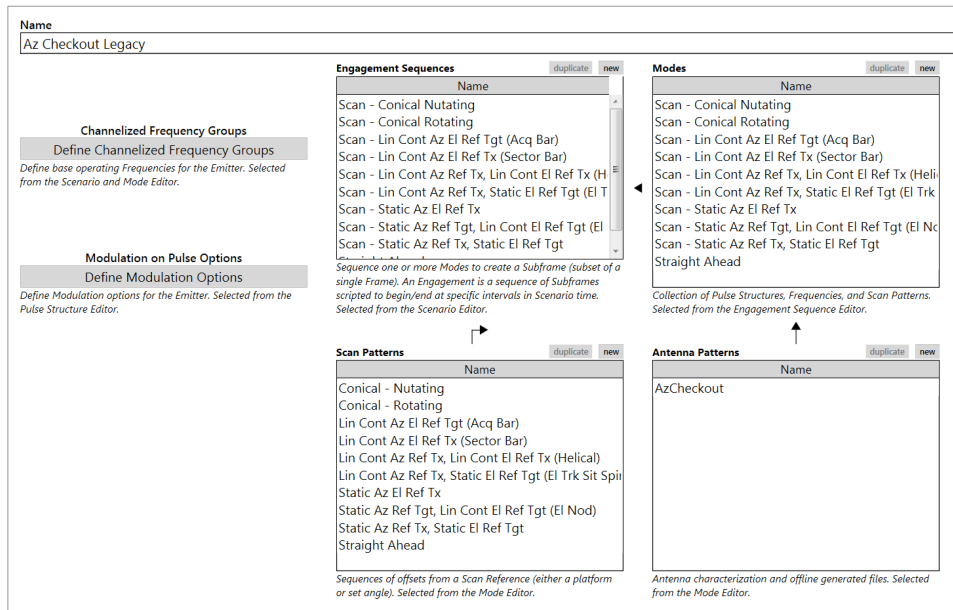 Name
Az Checkout Legacy
Channelized Frequency Groups
Define Channelized Frequency Groups
Define base operating Frequencies for the Emitter. Selected
from the Scenario and Mode Editor.
Modulation on Pulse Options
Define Modulation Options
Define Modulation options for the Emitter. Selected from the
Pulse Structure Editor.
Engagement Sequences duplicate new
Name
Scan - Conical Nutating
Scan - Conical Rotating
Scan - Lin Cont Az El Ref Tgt (Acq Bar)
Scan - Lin Cont Az El Ref Tx (Sector Bar)
Scan - Lin Cont Az Ref Tx, Lin Cont El Ref Tx (H
Scan - Lin Cont Az Ref Tx, Static El Ref Tgt (El T
Scan - Static Az El Ref Tx
Scan - Static Az Ref Tgt, Lin Cont El Ref Tgt (El
Scan - Static Az Ref Tx, Static El Ref Tgt
Straight Ahead
Sequence one or more Modes to create a Subframe (subset of a
single Frame). An Engagement is a sequence of Subframes
scripted to begin/end at specific intervals in Scenario time.
Selected from the Scenario Editor.
Modes duplicate new
Name
Scan - Conical Nutating
Scan - Conical Rotating
Scan - Lin Cont Az El Ref Tgt (Acq Bar)
Scan - Lin Cont Az El Ref Tx (Sector Bar)
Scan - Lin Cont Az Ref Tx, Lin Cont El Ref Tx (Heli
Scan - Lin Cont Az Ref Tx, Static El Ref Tgt (El Trk
Scan - Static Az El Ref Tx
Scan - Static Az Ref Tgt, Lin Cont El Ref Tgt (El Nc
Scan - Static Az Ref Tx, Static El Ref Tgt
Straight Ahead
Collection of Pulse Structures, Frequencies, and Scan Patterns.
Selected from the Engagement Sequence Editor.
Scan Patterns duplicate new
Name
Conical - Nutating
Conical - Rotating
Lin Cont Az El Ref Tgt (Acq Bar)
Lin Cont Az El Ref Tx (Sector Bar)
Lin Cont Az Ref Tx, Lin Cont El Ref Tx (Helical)
Lin Cont Az Ref Tx, Static El Ref Tgt (El Trk Sit Spi
Static Az El Ref Tx
Static Az Ref Tgt, Lin Cont El Ref Tgt (El Nod)
Static Az Ref Tx, Static El Ref Tgt
Straight Ahead
Sequences of offsets from a Scan Reference (either a platform
or set angle). Selected from the Mode Editor.
Antenna Patterns duplicate new
Name
AzCheckout
Antenna characterization and offline generated files. Selected
from the Mode Editor.